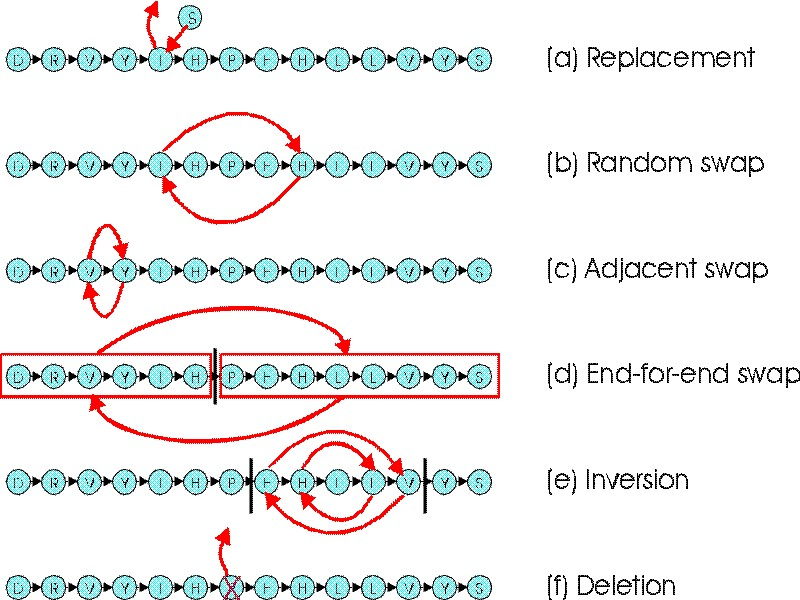 S
D R V Y I H P F H L L V Y S (a) Replacement
D R V Y I H P F H L L V Y S (b) Random swap
D R V Y I H P F H L L V Y S (c) Adjacent swap
D R V Y I H P F H L L V Y S (d) End-for-end swap
D R V Y I H P F H L L V Y S (e) Inversion
D R V Y I H F H L L V Y S (f) Deletion